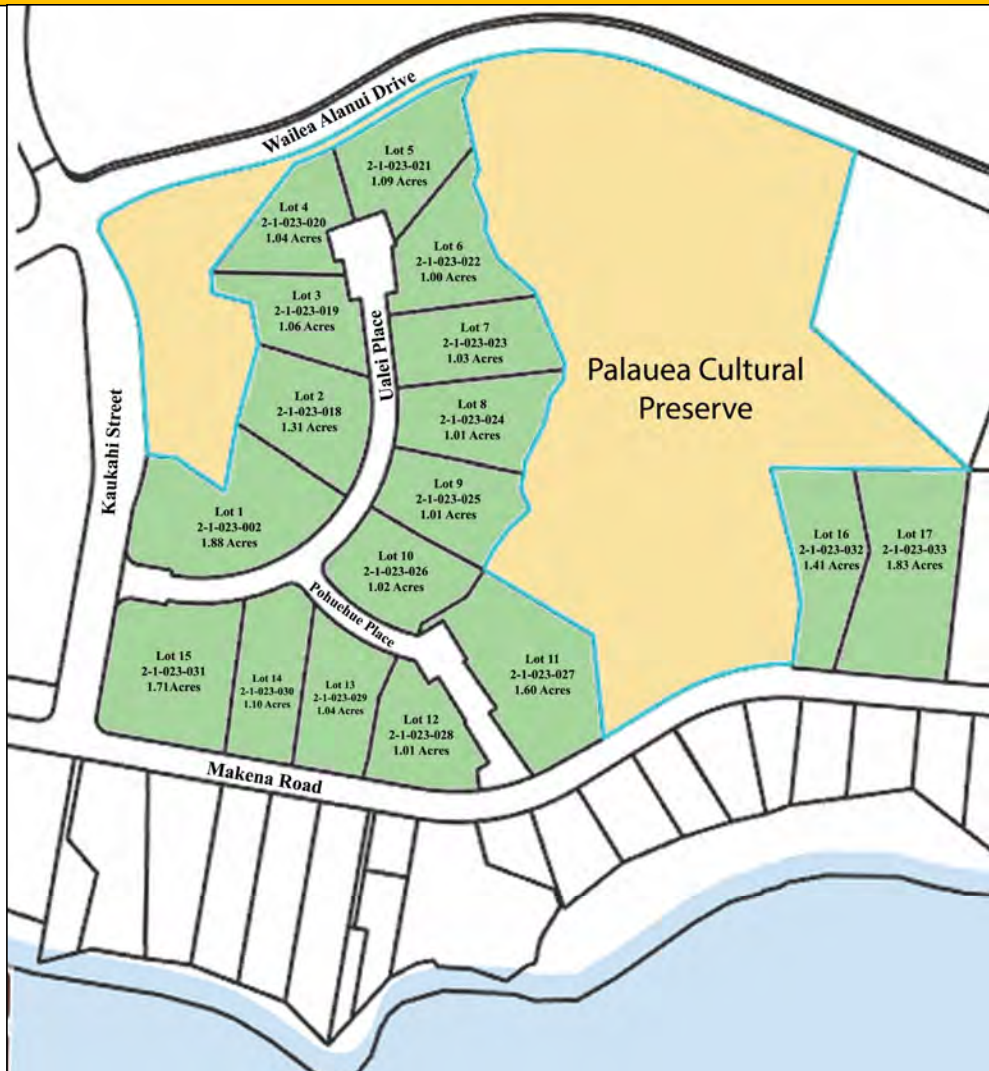 Wailea Alanui Drive
Lot 5
2-1-023-021
1.09 Acres
Lot 4
2-1-023-020
1.04 Acres
Lot 6
2-1-023-022
1.00 Acres
Lot 3
2-1-023-019
1.06 Acres
Ualei Place
Lot 7
2-1-023-023
1.03 Acres
Palauea Cultural
Preserve
Lot 2
2-1-023-018
1.31 Acres
Lot 8
2-1-023-024
1.01 Acres
Kaukahi Street
Lot 9
2-1-023-025
1.01 Acres
Lot 1
2-1-023-002
1.88 Acres
Lot 16
2-1-023-032
1.41 Acres
Lot 17
2-1-023-033
1.83 Acres
Lot 10
2-1-023-026
1.02 Acres
Pohuehue Place
Lot 11
2-1-023-027
1.60 Acres
Lot 15
2-1-023-031
1.71Acres
Lot 14
2-1-023-030
1.10 Acres
Lot 13
2-1-023-029
1.04 Acres
Lot 12
2-1-023-028
1.01 Acres
Makena Road